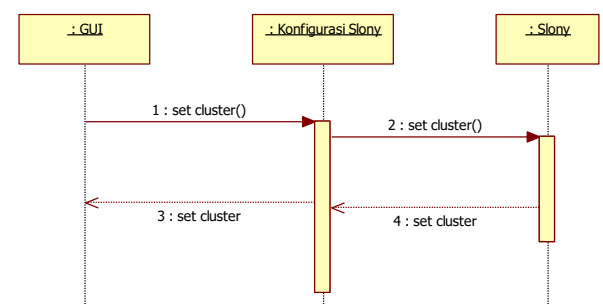 : GUI
: Konfigurasi Slony
: Slony
1 : set cluster()
2 : set cluster()
3 : set cluster
4 : set cluster